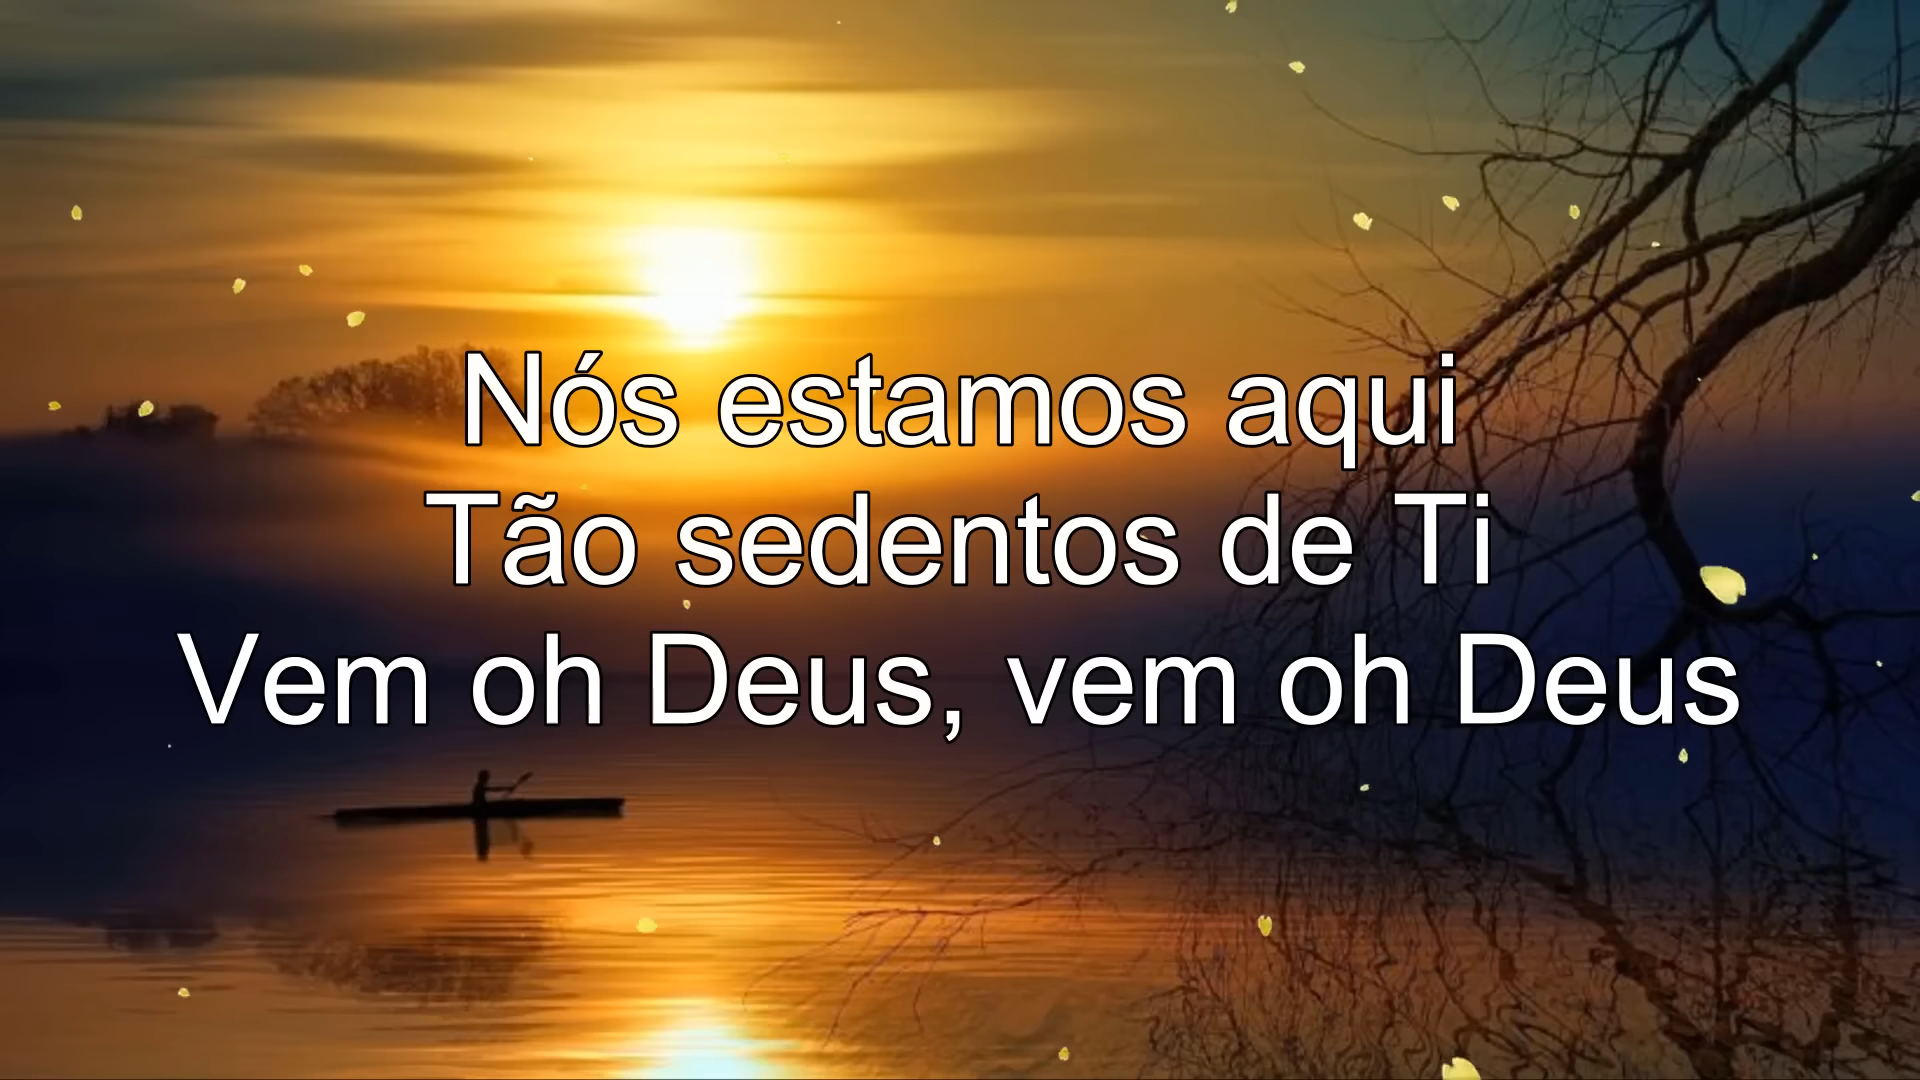 Nós estamos aqui
Tão sedentos de Ti
Vem oh Deus, vem oh Deus